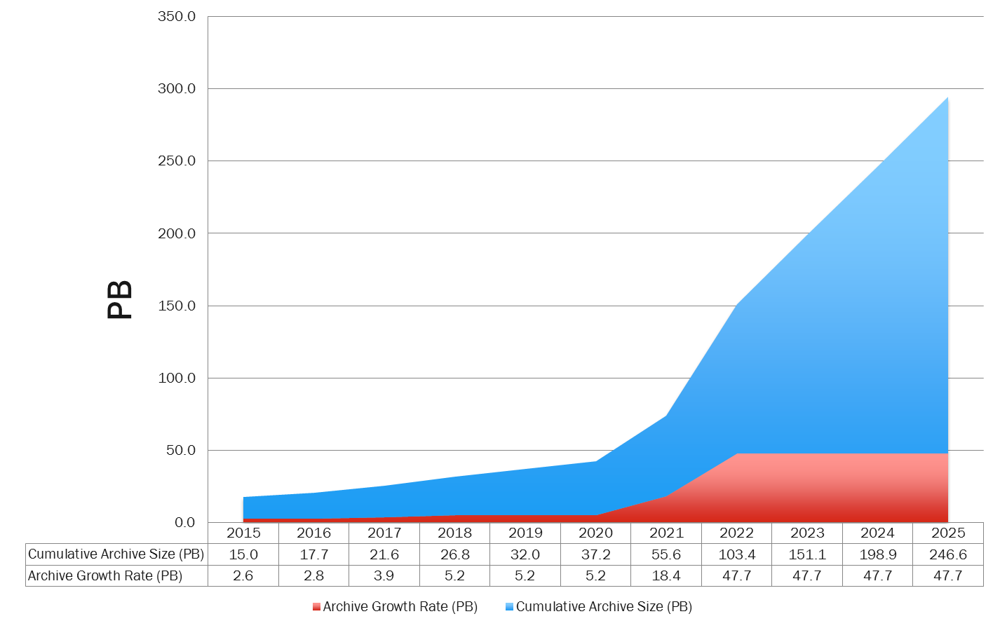 350.0
300.0
250.0
200.0
150.0
100.0
50.0
0.0
PB
2015 2016 2017 2018 2019 2020 2021 2022 2023 2024 2025
Cumulative Archive Size (PB) 15.0 17.7 21.6 26.8 32.0 37.2 55.6 103.4 151.1 198.9 246.6
Archive Growth Rate (PB) 2.6 2.8 3.9 5.2 5.2 5.2 18.4 47.7 47.7 47.7 47.7
Archive Growth Rate (PB) Cumulative Archive Size (PB)